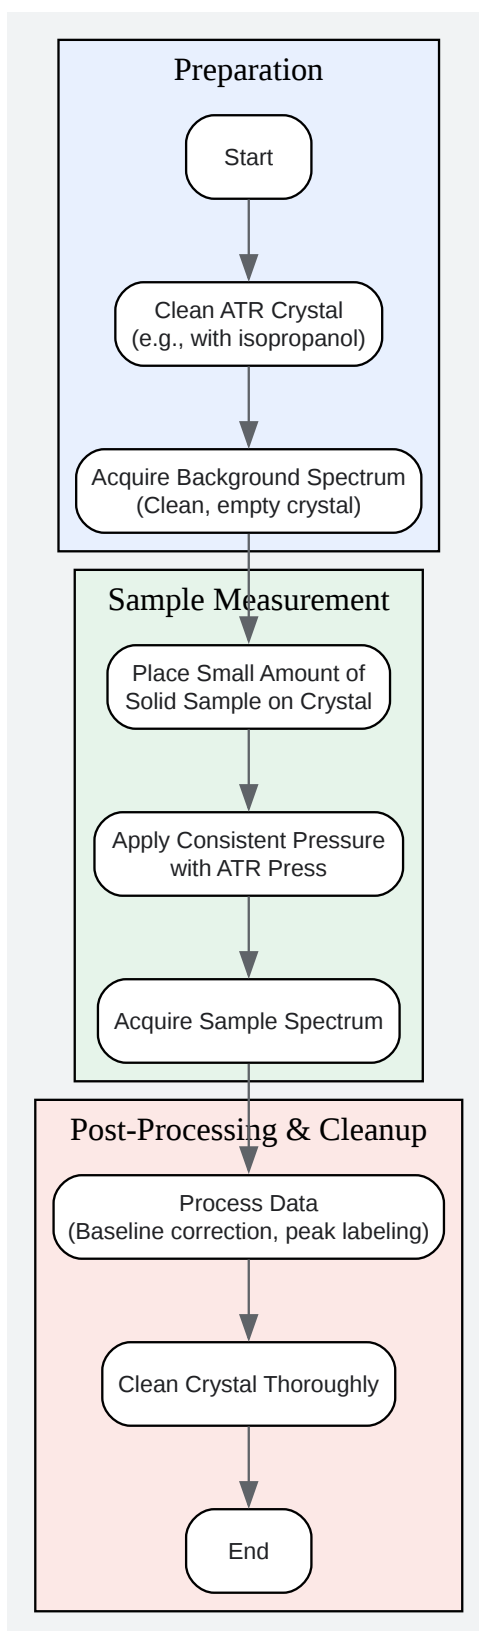 Preparation
Start
Clean ATR Crystal
(e.g., with isopropanol)
Acquire Background Spectrum
(Clean, empty crystal)
Sample Measurement
Place Small Amount of
Solid Sample on Crystal
Apply Consistent Pressure
with ATR Press
Acquire Sample Spectrum
Post-Processing & Cleanup
Process Data
(Baseline correction, peak labeling)
Clean Crystal Thoroughly
End